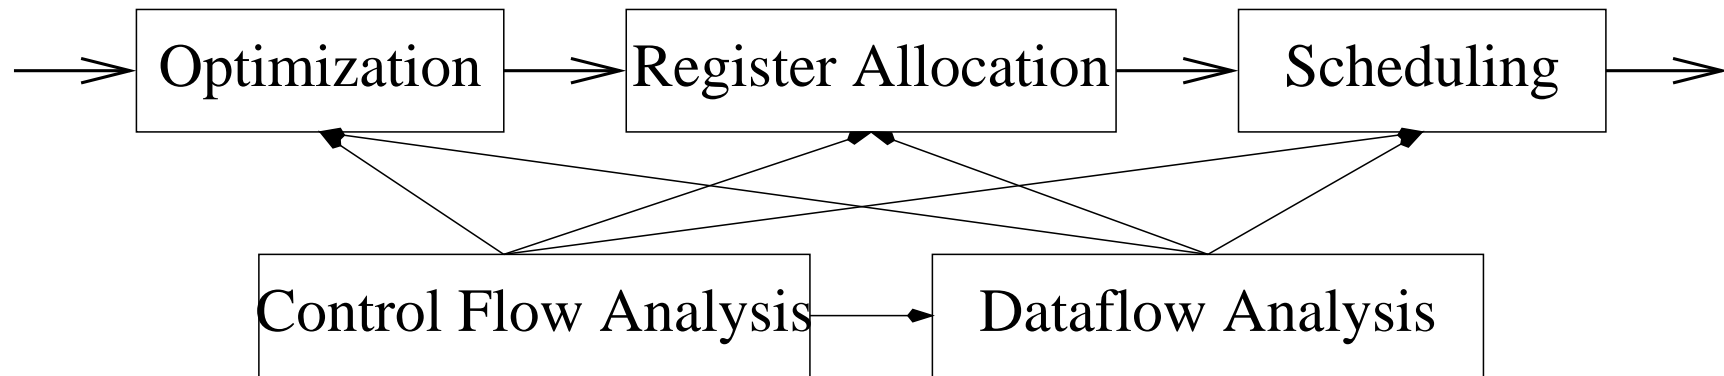 Optimization
Register Allocation
Scheduling
Control Flow Analysis
Dataflow Analysis